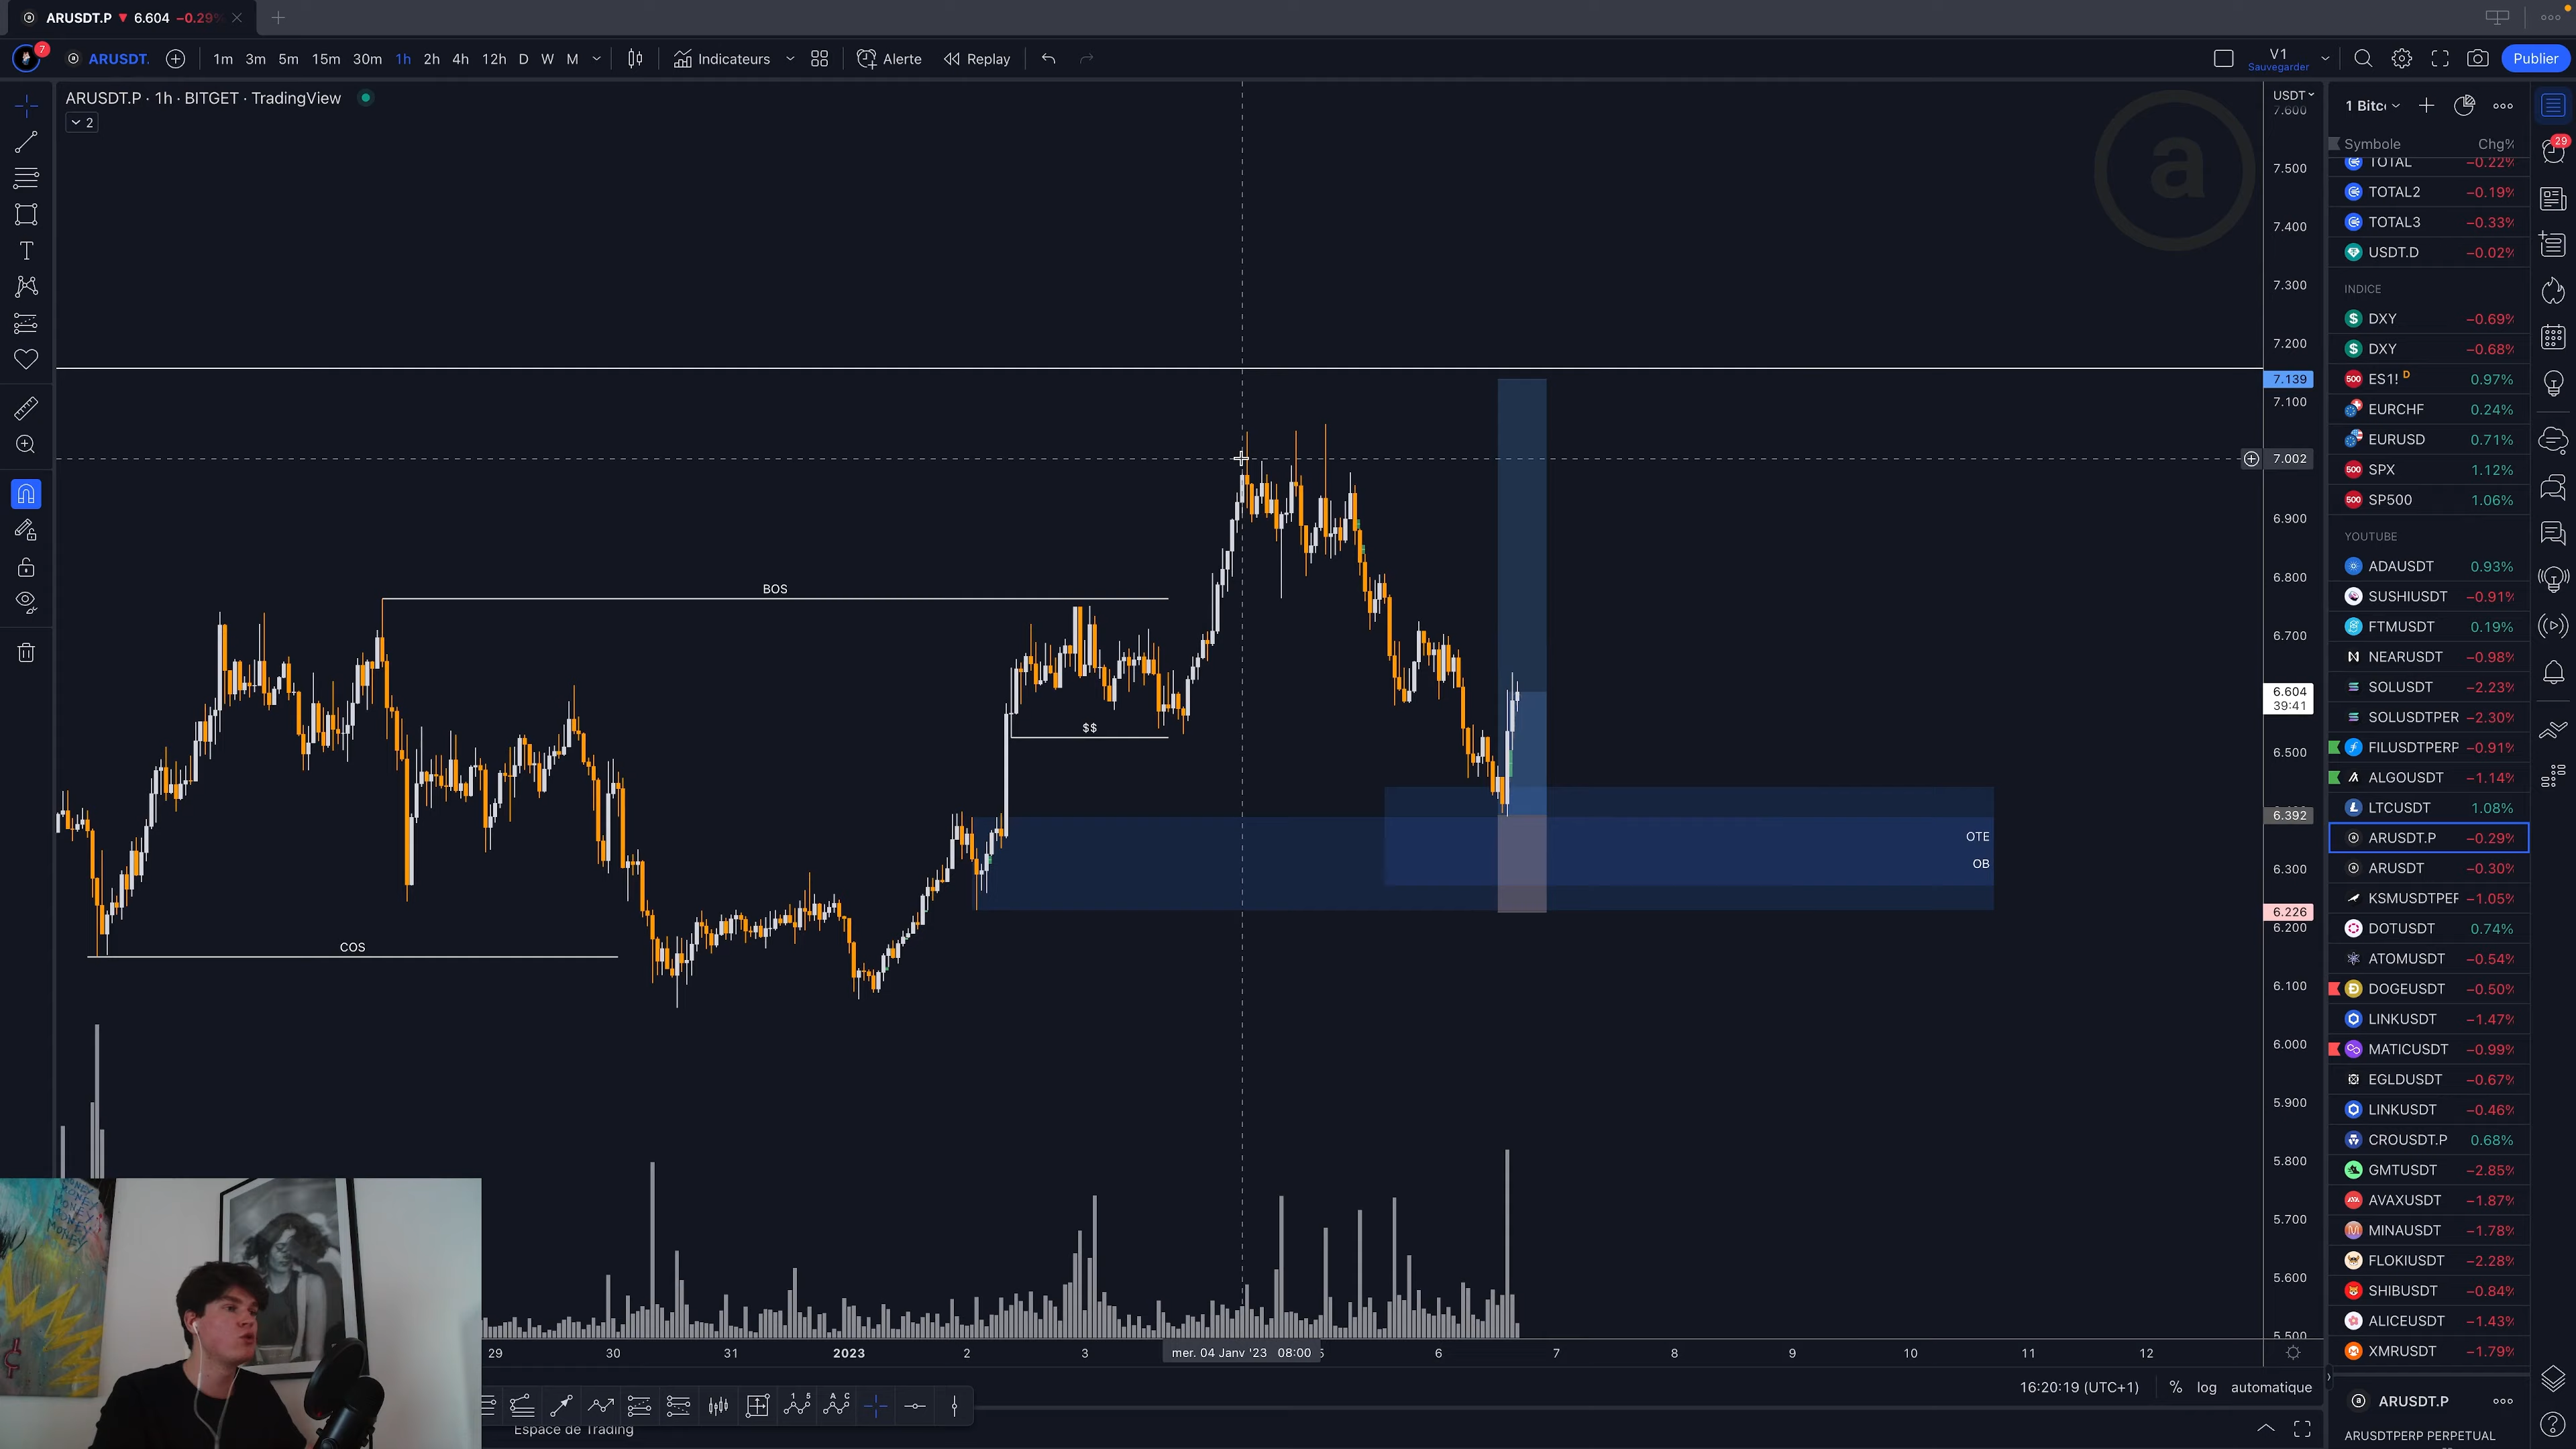 ARUSDT.P ▼ 6.604 −0.29%
7 ARUSDT. 1m 3m 5m 15m 30m 1h 2h 4h 12h D W M Indicateurs Alerte Replay V1 Sauvegarder Publier
ARUSDT.P · 1h · BITGET · TradingView
2
a
USDT
7.600
7.500
7.400
7.300
7.200
7.139
7.100
7.002
6.900
6.800
6.700
6.604
39:41
6.500
6.392
6.300
6.226
6.200
6.100
6.000
5.900
5.800
5.700
5.600
5.500
BOS
$$
COS
OTE
OB
29 30 31 2023 2 3 mer. 04 Janv '23 08:00 5 6 7 8 9 10 11 12
16:20:19 (UTC+1) % log automatique
Espace de Trading
1 Bitc
29
Symbole Chg%
TOTAL −0.22%
TOTAL2 −0.19%
TOTAL3 −0.33%
USDT.D −0.02%
INDICE
DXY −0.69%
DXY −0.68%
ES1! D 0.97%
EURCHF 0.24%
EURUSD 0.71%
SPX 1.12%
SP500 1.06%
YOUTUBE
ADAUSDT 0.93%
SUSHIUSDT −0.91%
FTMUSDT 0.19%
NEARUSDT −0.98%
SOLUSDT −2.23%
SOLUSDTPER −2.30%
FILUSDTPERP −0.91%
ALGOUSDT −1.14%
LTCUSDT 1.08%
ARUSDT.P −0.29%
ARUSDT −0.30%
KSMUSDTPEF −1.05%
DOTUSDT 0.74%
ATOMUSDT −0.54%
DOGEUSDT −0.50%
LINKUSDT −1.47%
MATICUSDT −0.99%
EGLDUSDT −0.67%
LINKUSDT −0.46%
CROUSDT.P 0.68%
GMTUSDT −2.85%
AVAXUSDT −1.87%
MINAUSDT −1.78%
FLOKIUSDT −2.28%
SHIBUSDT −0.84%
ALICEUSDT −1.43%
XMRUSDT −1.79%
ARUSDT.P
ARUSDTPERP PERPETUAL
MONEY
MONEY
MONEY
MONEY